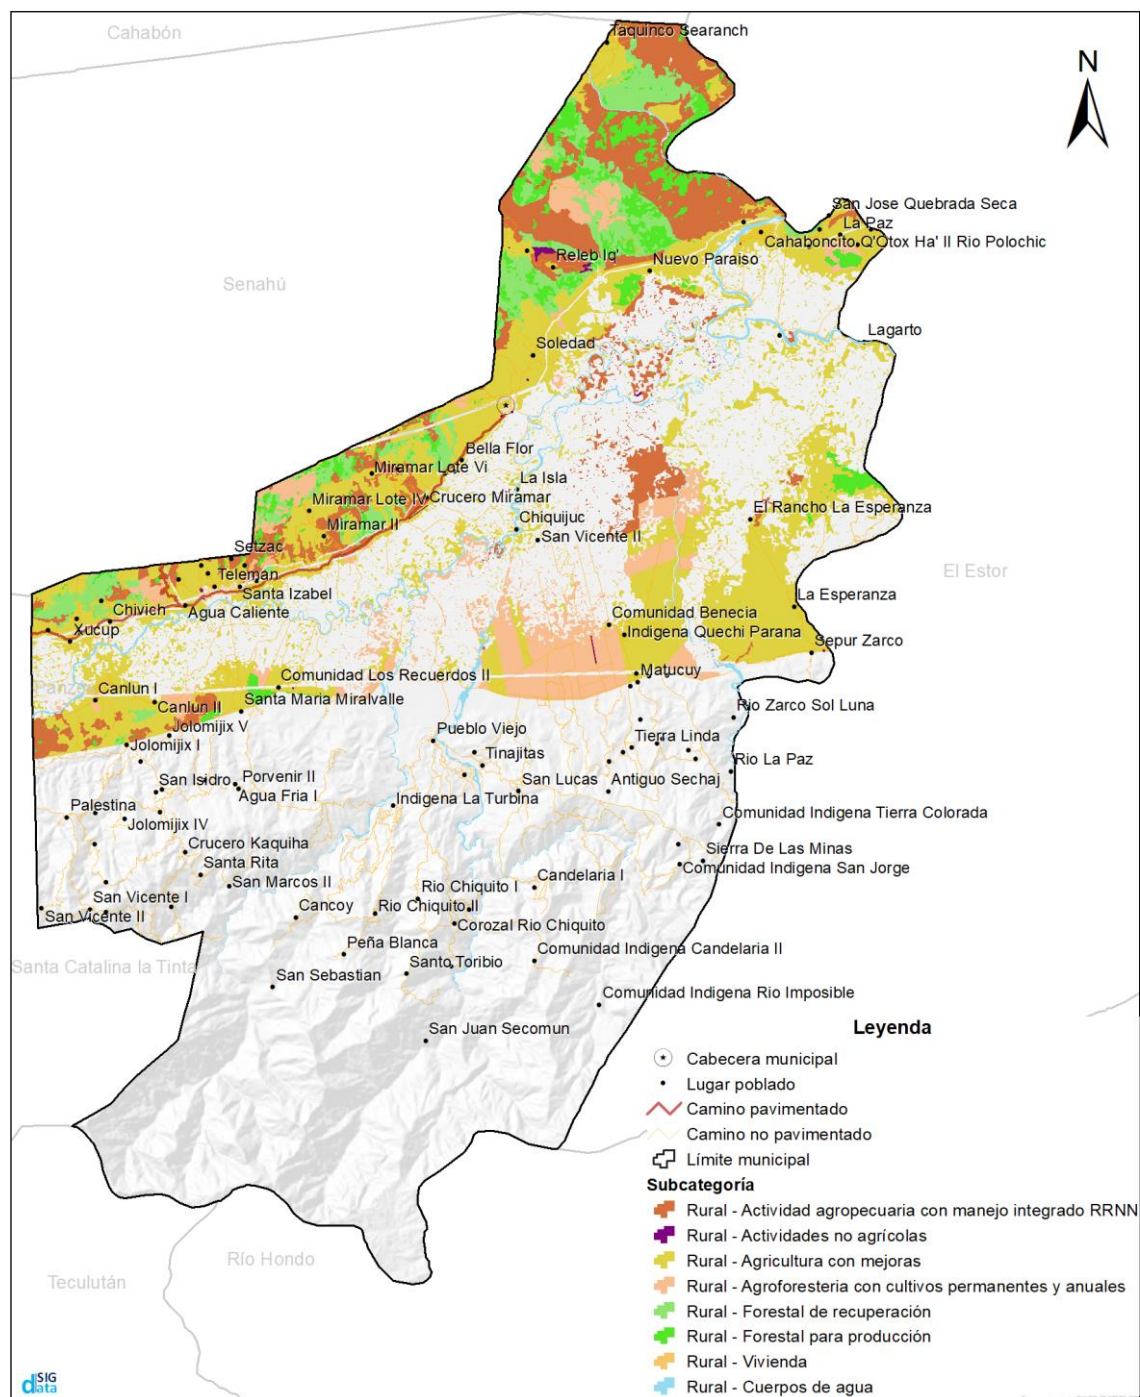 Cahabón
Taquinco Searanch
N
San Jose Quebrada Seca
La Paz
Cahaboncito Q'Otox Ha' II Rio Polochic
Releb Iq'
Nuevo Paraiso
Senahú
Lagarto
Soledad
Bella Flor
Miramar Lote Vi
La Isla
Miramar Lote IV
Crucero Miramar
El Rancho La Esperanza
Miramar II
Chiquijuc
San Vicente II
Setzac
El Estor
Teleman
Santa Izabel
La Esperanza
Chivich
Agua Caliente
Comunidad Benecia
Xucup
Indigena Quechi Parana
Sepur Zarco
Matucuy
Comunidad Los Recuerdos II
Canlun I
Santa Maria Miralvalle
Canlun II
Rio Zarco Sol Luna
Jolomijix V
Pueblo Viejo
Tierra Linda
Jolomijix I
Tinajitas
Rio La Paz
San Isidro
Porvenir II
San Lucas
Antiguo Sechaj
Agua Fria I
Palestina
Indigena La Turbina
Comunidad Indigena Tierra Colorada
Jolomijix IV
Crucero Kaquiha
Sierra De Las Minas
Santa Rita
Comunidad Indigena San Jorge
San Marcos II
Rio Chiquito I
Candelaria I
San Vicente I
Cancoy
Rio Chiquito II
San Vicente II
Corozal Rio Chiquito
Peña Blanca
Comunidad Indigena Candelaria II
Santa Catalina la Tinta
San Sebastian
Santo Toribio
Comunidad Indigena Rio Imposible
San Juan Secomun
Río Hondo
Teculután
Leyenda
Cabecera municipal
Lugar poblado
Camino pavimentado
Camino no pavimentado
Límite municipal
Subcategoría
Rural - Actividad agropecuaria con manejo integrado RRNN
Rural - Actividades no agrícolas
Rural - Agricultura con mejoras
Rural - Agroforesteria con cultivos permanentes y anuales
Rural - Forestal de recuperación
Rural - Forestal para producción
Rural - Vivienda
Rural - Cuerpos de agua
SIG
data